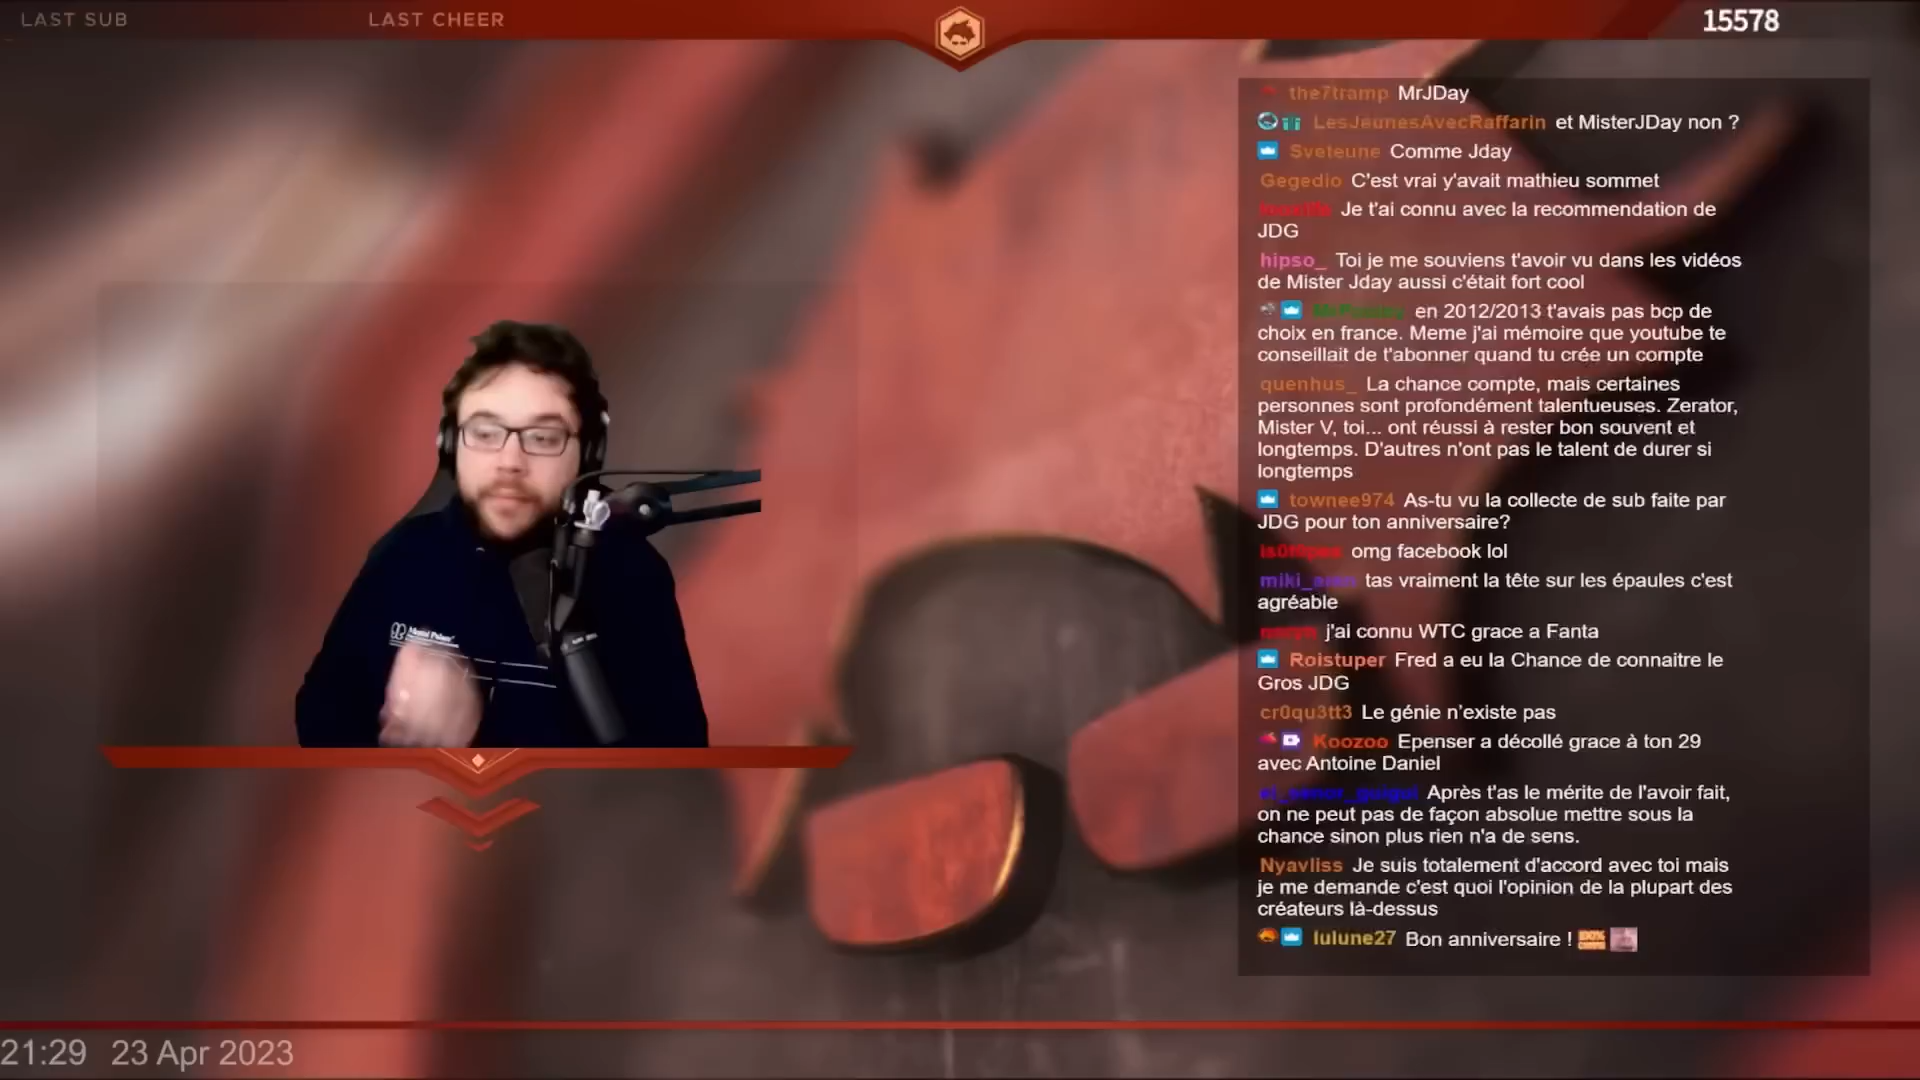 LAST SUB
LAST CHEER
15578
the7tramp MrJDay
LesJeunesAvecRaffarin et MisterJDay non ?
Sveteune Comme Jday
Gegedio C'est vrai y'avait mathieu sommet
Je t'ai connu avec la recommendation de
JDG
hipso_ Toi je me souviens t'avoir vu dans les vidéos
de Mister Jday aussi c'était fort cool
en 2012/2013 t'avais pas bcp de
choix en france. Meme j'ai mémoire que youtube te
conseillait de t'abonner quand tu crée un compte
quenhus_ La chance compte, mais certaines
personnes sont profondément talentueuses. Zerator,
Mister V, toi... ont réussi à rester bon souvent et
longtemps. D'autres n'ont pas le talent de durer si
longtemps
townee974 As-tu vu la collecte de sub faite par
JDG pour ton anniversaire?
omg facebook lol
tas vraiment la tête sur les épaules c'est
agréable
j'ai connu WTC grace a Fanta
Roistuper Fred a eu la Chance de connaitre le
Gros JDG
cr0qu3tt3 Le génie n'existe pas
Koozoo Epenser a décollé grace à ton 29
avec Antoine Daniel
Après t'as le mérite de l'avoir fait,
on ne peut pas de façon absolue mettre sous la
chance sinon plus rien n'a de sens.
Nyavliss Je suis totalement d'accord avec toi mais
je me demande c'est quoi l'opinion de la plupart des
créateurs là-dessus
lulune27 Bon anniversaire !
21:29 23 Apr 2023